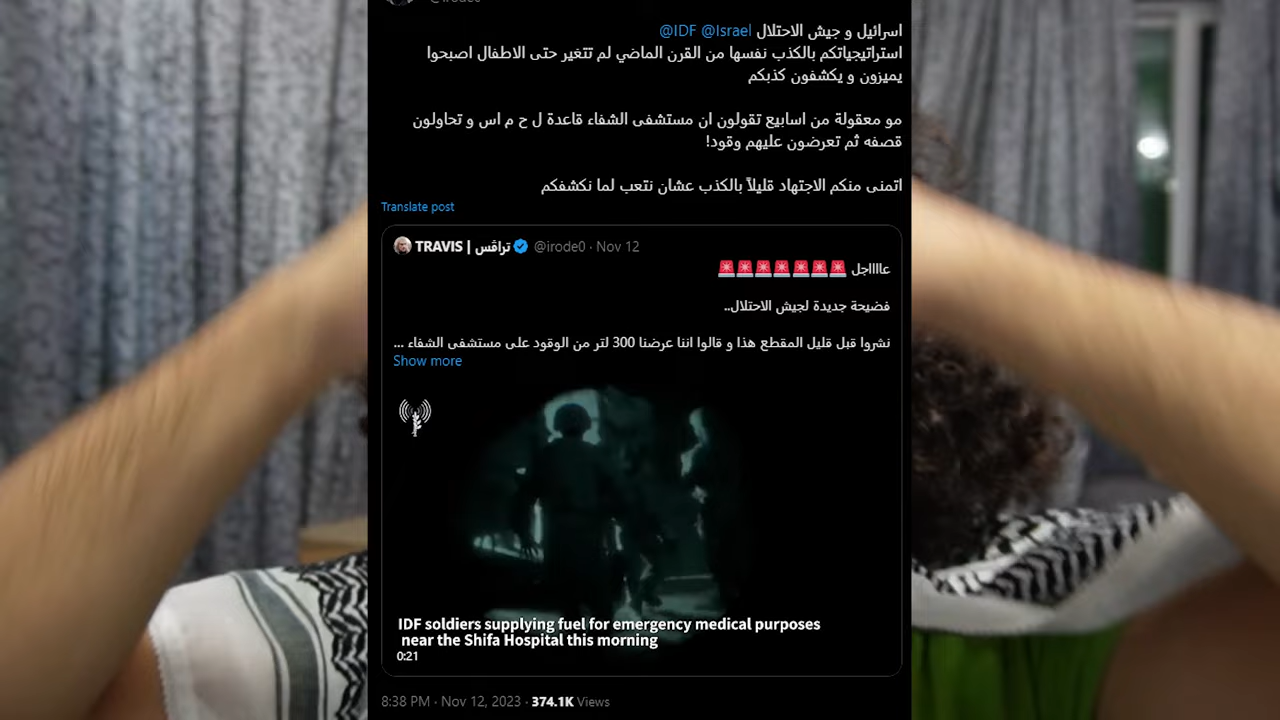 اسرائيل و جيش الاحتلال @IDF @Israel
استراتيجياتكم بالكذب نفسها من القرن الماضي لم تتغير حتى الاطفال اصبحوا
يميزون و يكشفون كذبكم
مو معقولة من اسابيع تقولون ان مستشفى الشفاء قاعدة ل ح م اس و تحاولون
قصفه ثم تعرضون عليهم وقود!
اتمنى منكم الاجتهاد قليلاً بالكذب عشان نتعب لما نكشفكم
Translate post
TRAVIS | تراڤس @irode0 · Nov 12
عااااجل 🚨🚨🚨🚨🚨🚨🚨
فضيحة جديدة لجيش الاحتلال..
نشروا قبل قليل المقطع هذا و قالوا اننا عرضنا 300 لتر من الوقود على مستشفى الشفاء ...
Show more
IDF soldiers supplying fuel for emergency medical purposes
near the Shifa Hospital this morning
0:21
8:38 PM · Nov 12, 2023 · 374.1K Views